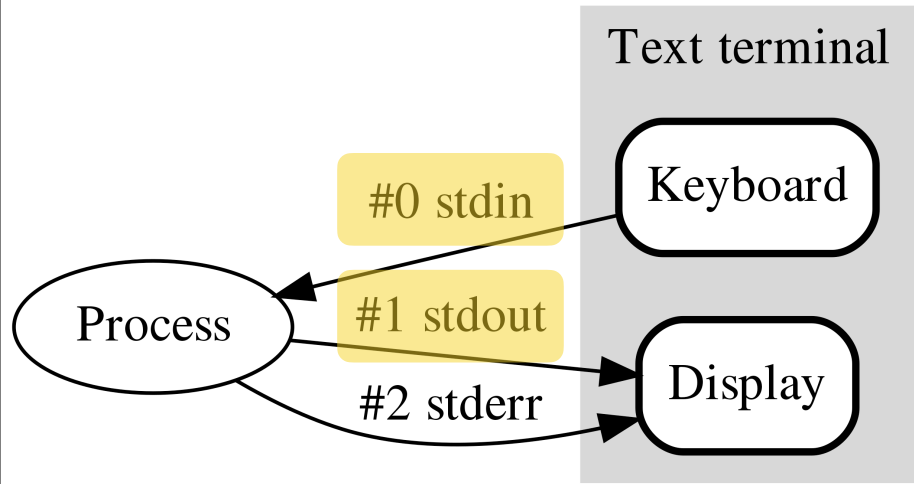 Text terminal
Keyboard
#0 stdin
Process
#1 stdout
Display
#2 stderr